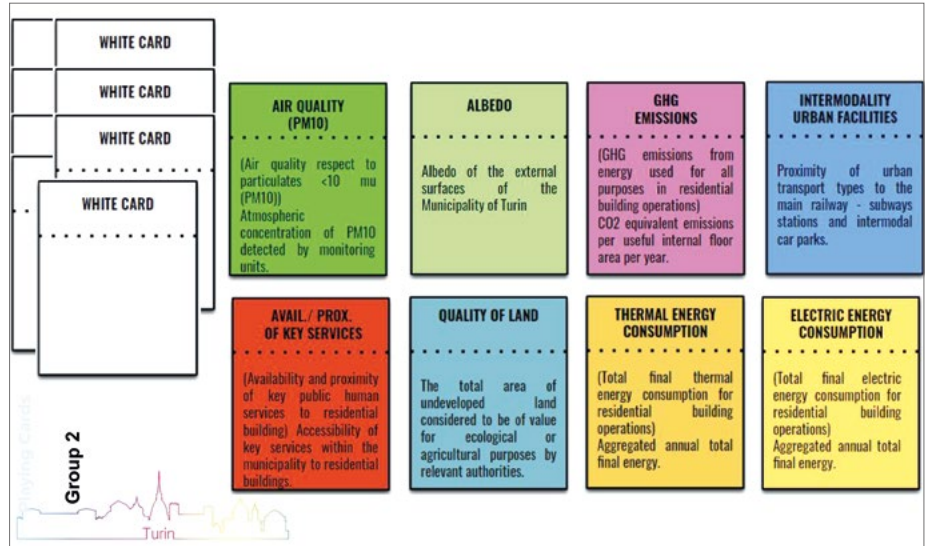 WHITE CARD
WHITE CARD
WHITE CARD
WHITE CARD
AIR QUALITY
(PM10)
(Air quality respect to
particulates <10 mu
(PM10))
Atmospheric
concentration of PM10
detected by monitoring
units.
ALBEDO
Albedo of the external
surfaces of the
Municipality of Turin
GHG
EMISSIONS
(GHG emissions from
energy used for all
purposes in residential
building operations)
CO2 equivalent emissions
per useful internal floor
area per year.
INTERMODALITY
URBAN FACILITIES
Proximity of urban
transport types to the
main railway - subways
stations and intermodal
car parks.
AVAIL./ PROX.
OF KEY SERVICES
(Availability and proximity
of key public human
services to residential
building) Accessibility of
key services within the
municipality to residential
buildings.
QUALITY OF LAND
The total area of
undeveloped land
considered to be of value
for ecological or
agricultural purposes by
relevant authorities.
THERMAL ENERGY
CONSUMPTION
(Total final thermal
energy consumption for
residential building
operations)
Aggregated annual total
final energy.
ELECTRIC ENERGY
CONSUMPTION
(Total final electric
energy consumption for
residential building
operations)
Aggregated annual total
final energy.
Playing Cards
Group 2
Turin